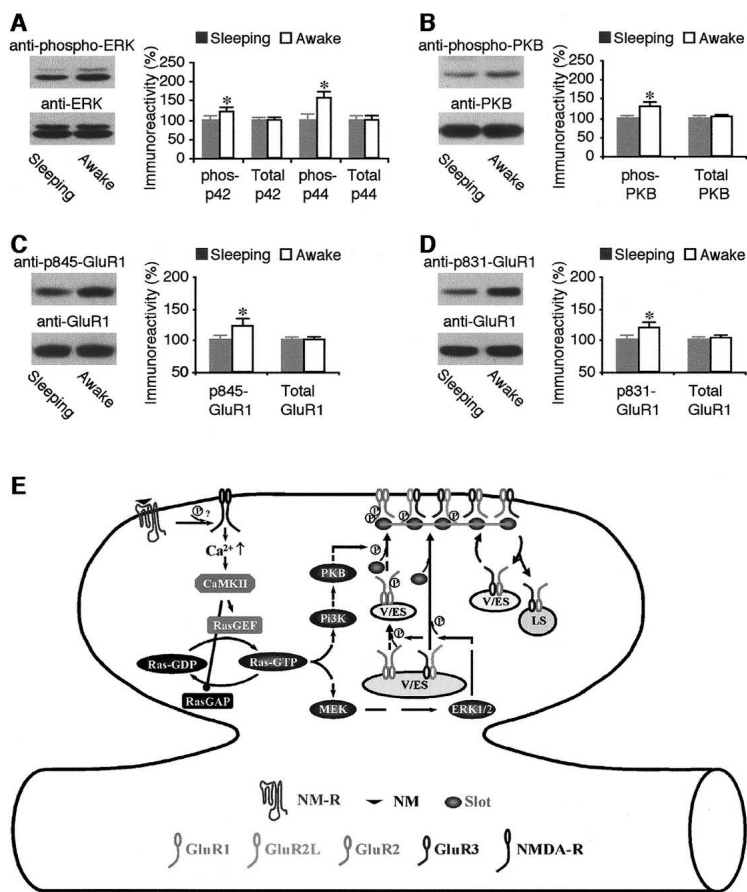 A
anti-phospho-ERK
anti-ERK
Sleeping
Awake
Sleeping Awake
Immunoreactivity (%)
250
200
150
100
50
0
*
*
phos-p42
Total p42
phos-p44
Total p44
B
anti-phospho-PKB
anti-PKB
Sleeping
Awake
Sleeping Awake
Immunoreactivity (%)
200
150
100
50
0
*
phos-PKB
Total PKB
C
anti-p845-GluR1
anti-GluR1
Sleeping
Awake
Sleeping Awake
Immunoreactivity (%)
200
150
100
50
*
p845-GluR1
Total GluR1
D
anti-p831-GluR1
anti-GluR1
Sleeping
Awake
Sleeping Awake
Immunoreactivity (%)
200
150
100
50
*
p831-GluR1
Total GluR1
E
P ?
Ca²⁺ ↑
CaMKII
RasGEF
Ras-GDP
Ras-GTP
RasGAP
PKB
Pi3K
MEK
ERK1/2
P
P
P
P
P
P
P
P
P
V/ES
V/ES
V/ES
LS
NM-R
NM
Slot
GluR1
GluR2L
GluR2
GluR3
NMDA-R